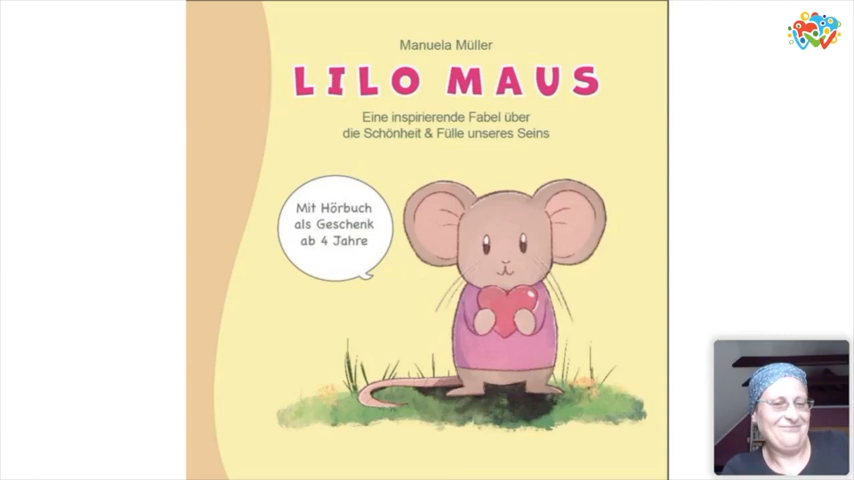 Manuela Müller
LILO MAUS
Eine inspirierende Fabel über
die Schönheit & Fülle unseres Seins
Mit Hörbuch
als Geschenk
ab 4 Jahre